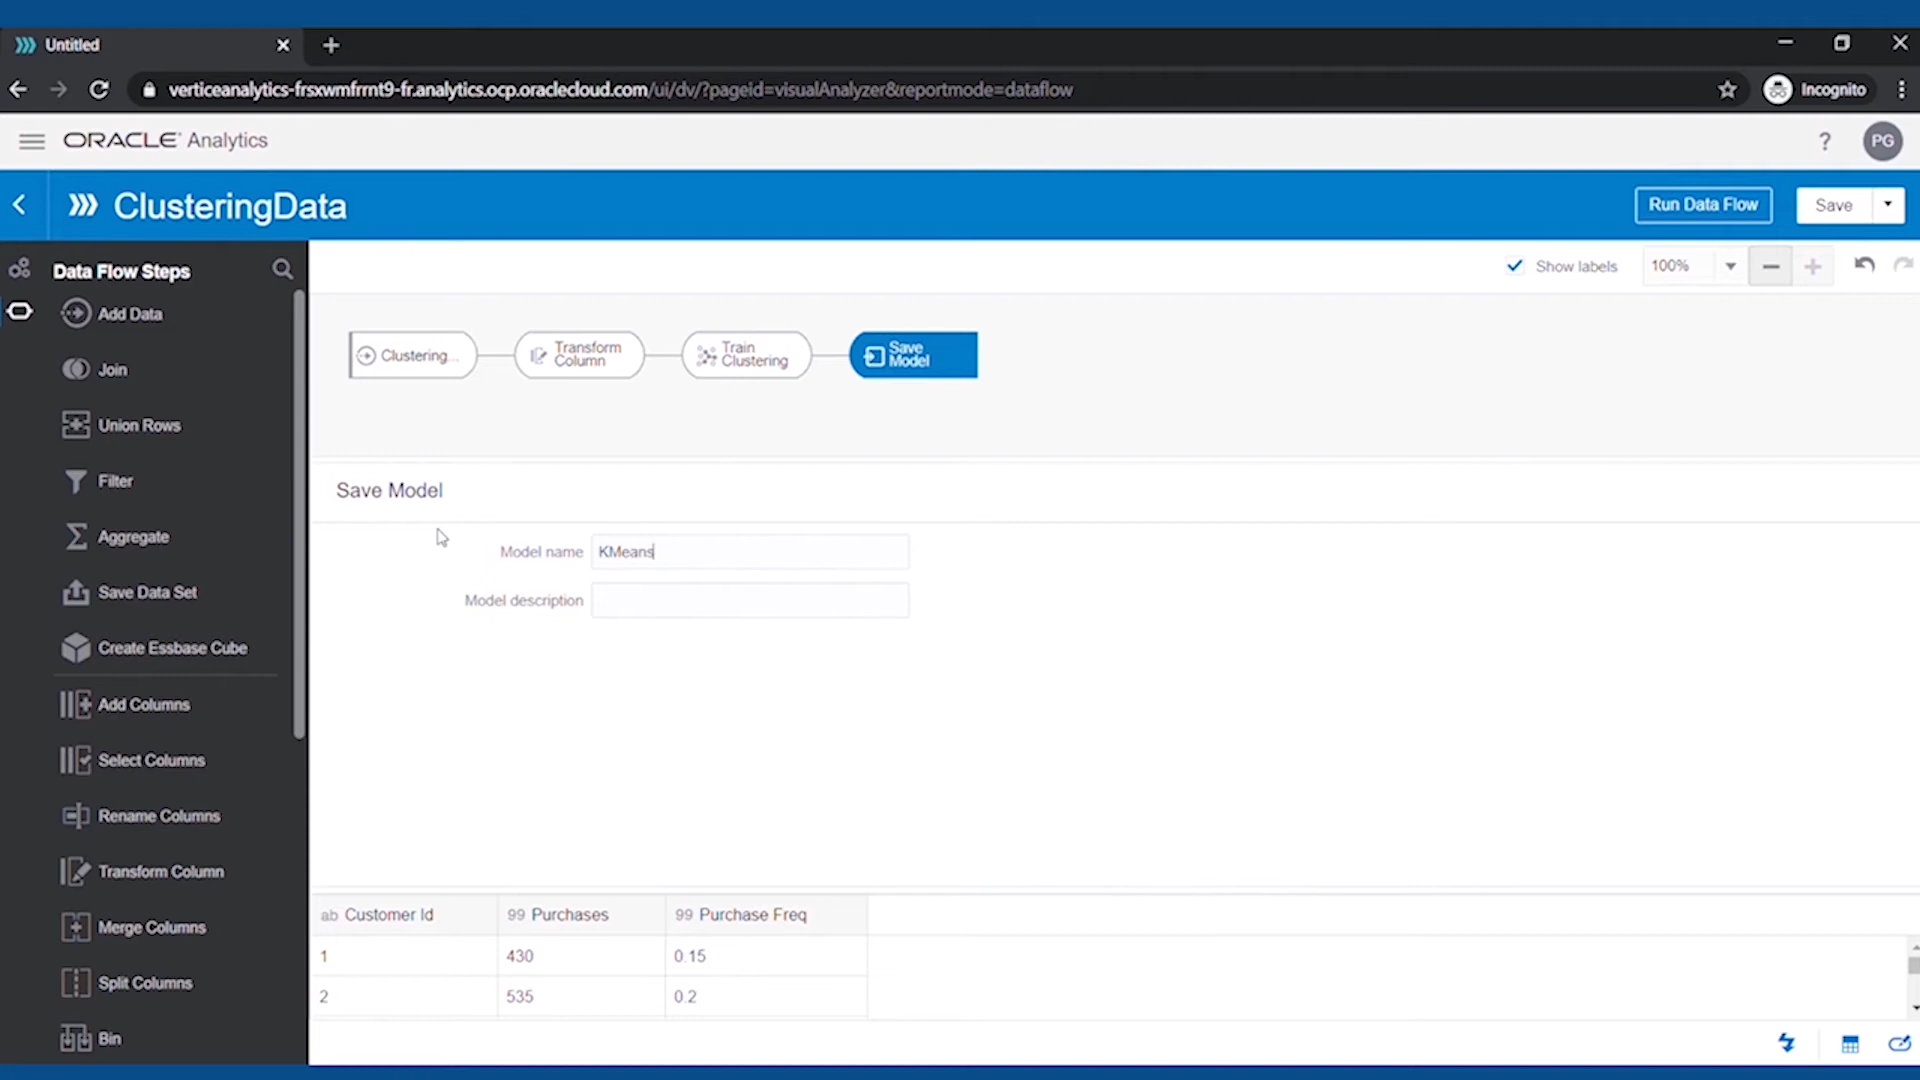 Untitled
verticeanalytics-frsxwmfrrnt9-fr.analytics.ocp.oraclecloud.com/ui/dv/?pageid=visualAnalyzer&reportmode=dataflow
Incognito
ORACLE Analytics
?
PG
ClusteringData
Run Data Flow
Save
Data Flow Steps
Show labels
100%
Add Data
Join
Union Rows
Filter
Aggregate
Save Data Set
Create Essbase Cube
Add Columns
Select Columns
Rename Columns
Transform Column
Merge Columns
Split Columns
Bin
Clustering...
Transform
Column
Train
Clustering
Save
Model
Save Model
Model name
KMeans
Model description
ab Customer Id
99 Purchases
99 Purchase Freq
1
430
0.15
2
535
0.2